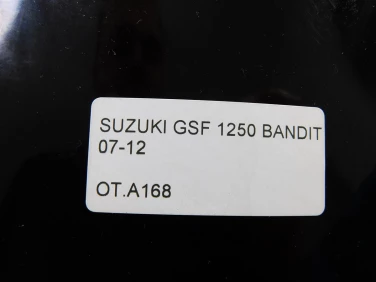 SUZUKI GSF 1250 BANDIT
07-12
OT.A168